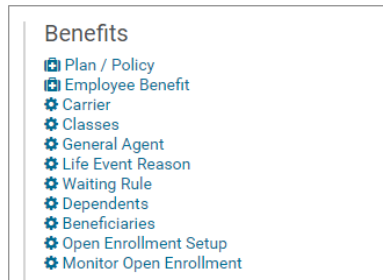 Benefits
Plan / Policy
Employee Benefit
Carrier
Classes
General Agent
Life Event Reason
Waiting Rule
Dependents
Beneficiaries
Open Enrollment Setup
Monitor Open Enrollment